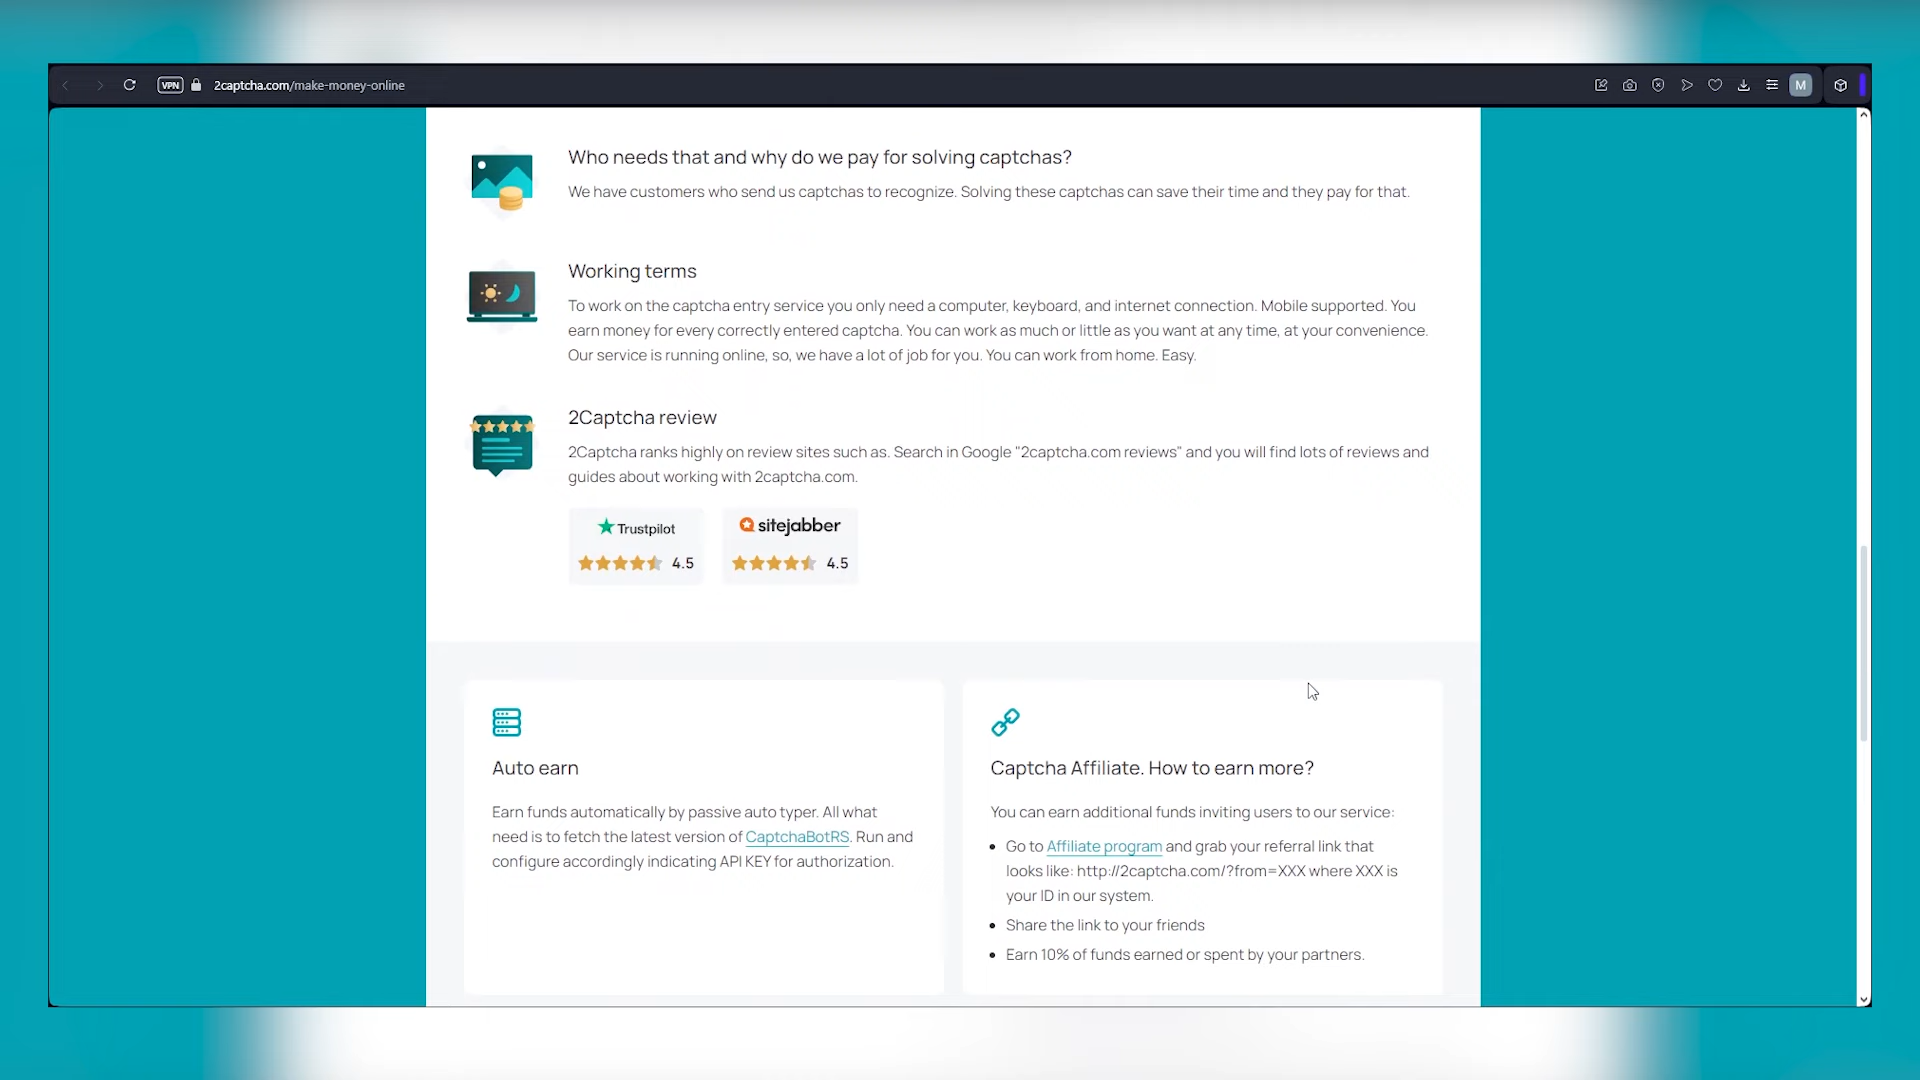 VPN 2captcha.com/make-money-online M
Who needs that and why do we pay for solving captchas?
We have customers who send us captchas to recognize. Solving these captchas can save their time and they pay for that.
Working terms
To work on the captcha entry service you only need a computer, keyboard, and internet connection. Mobile supported. You
earn money for every correctly entered captcha. You can work as much or little as you want at any time, at your convenience.
Our service is running online, so, we have a lot of job for you. You can work from home. Easy.
2Captcha review
2Captcha ranks highly on review sites such as. Search in Google "2captcha.com reviews" and you will find lots of reviews and
guides about working with 2captcha.com.
Trustpilot
4.5
sitejabber
4.5
Auto earn
Earn funds automatically by passive auto typer. All what
need is to fetch the latest version of CaptchaBotRS. Run and
configure accordingly indicating API KEY for authorization.
Captcha Affiliate. How to earn more?
You can earn additional funds inviting users to our service:
• Go to Affiliate program and grab your referral link that
looks like: http://2captcha.com/?from=XXX where XXX is
your ID in our system.
• Share the link to your friends
• Earn 10% of funds earned or spent by your partners.